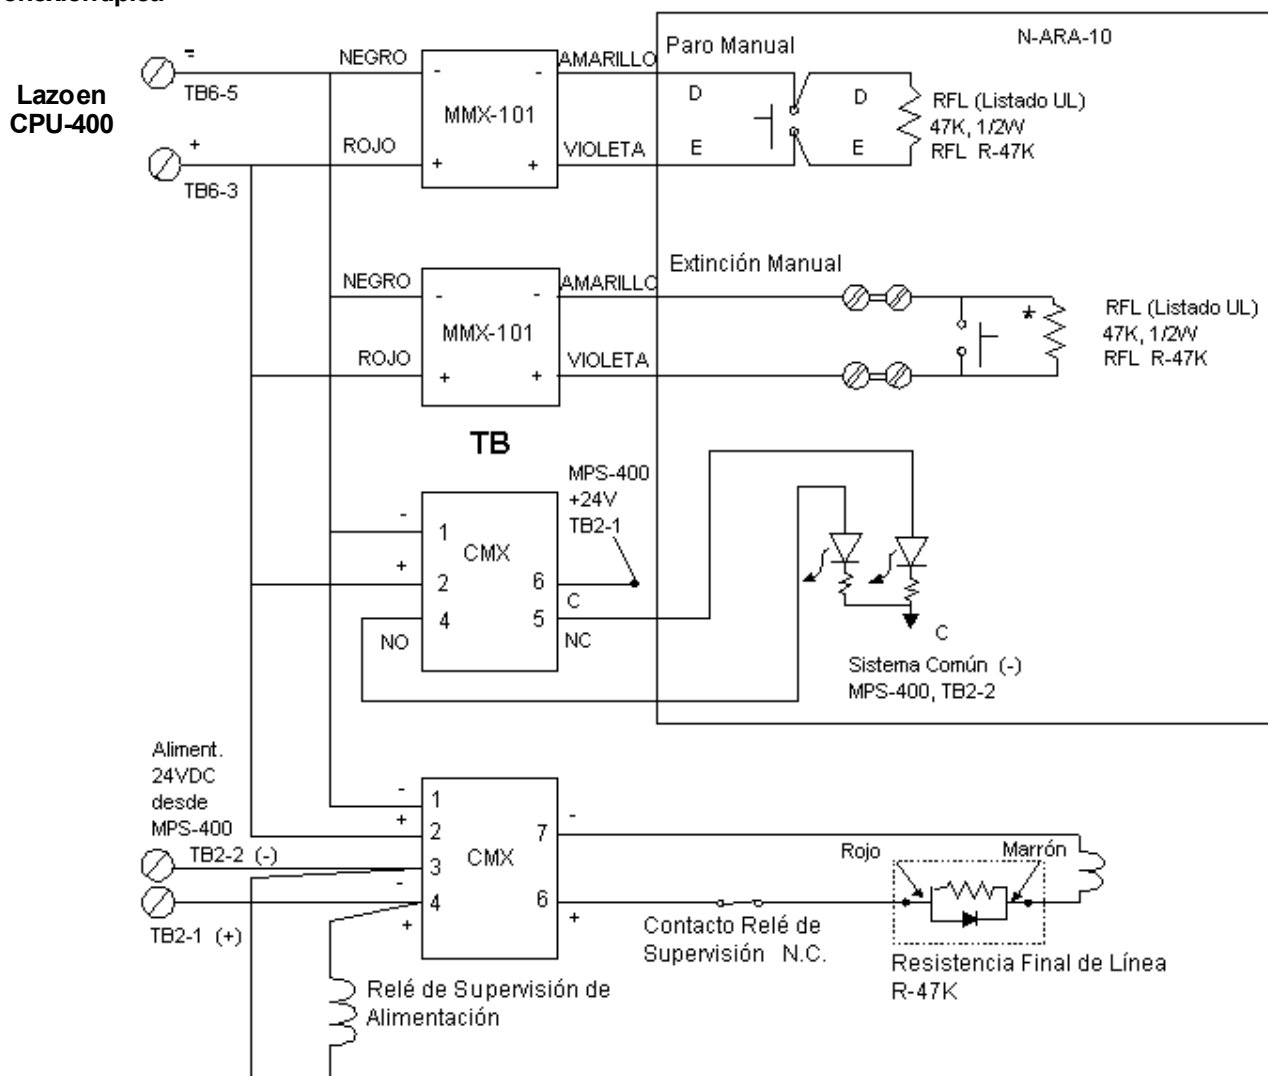 Lazo en
CPU-400
-
TB6-5
+
TB6-3
NEGRO
ROJO
- -
MMX-101
+ +
AMARILLO
VIOLETA
Paro Manual
N-ARA-10
D
E
D
E
RFL (Listado UL)
47K, 1/2W
RFL R-47K
NEGRO
ROJO
- -
MMX-101
+ +
AMARILLO
VIOLETA
Extinción Manual
*
RFL (Listado UL)
47K, 1/2W
RFL R-47K
TB
MPS-400
+24V
TB2-1
-
+
1
2
4
CMX
6
5
C
NO
NC
C
Sistema Común (-)
MPS-400, TB2-2
Aliment.
24VDC
desde
MPS-400
TB2-2 (-)
TB2-1 (+)
-
+
-
+
1
2
3
4
CMX
7
6
-
+
Contacto Relé de
Supervisión N.C.
Rojo
Marrón
Resistencia Final de Línea
R-47K
Relé de Supervisión de
Alimentación